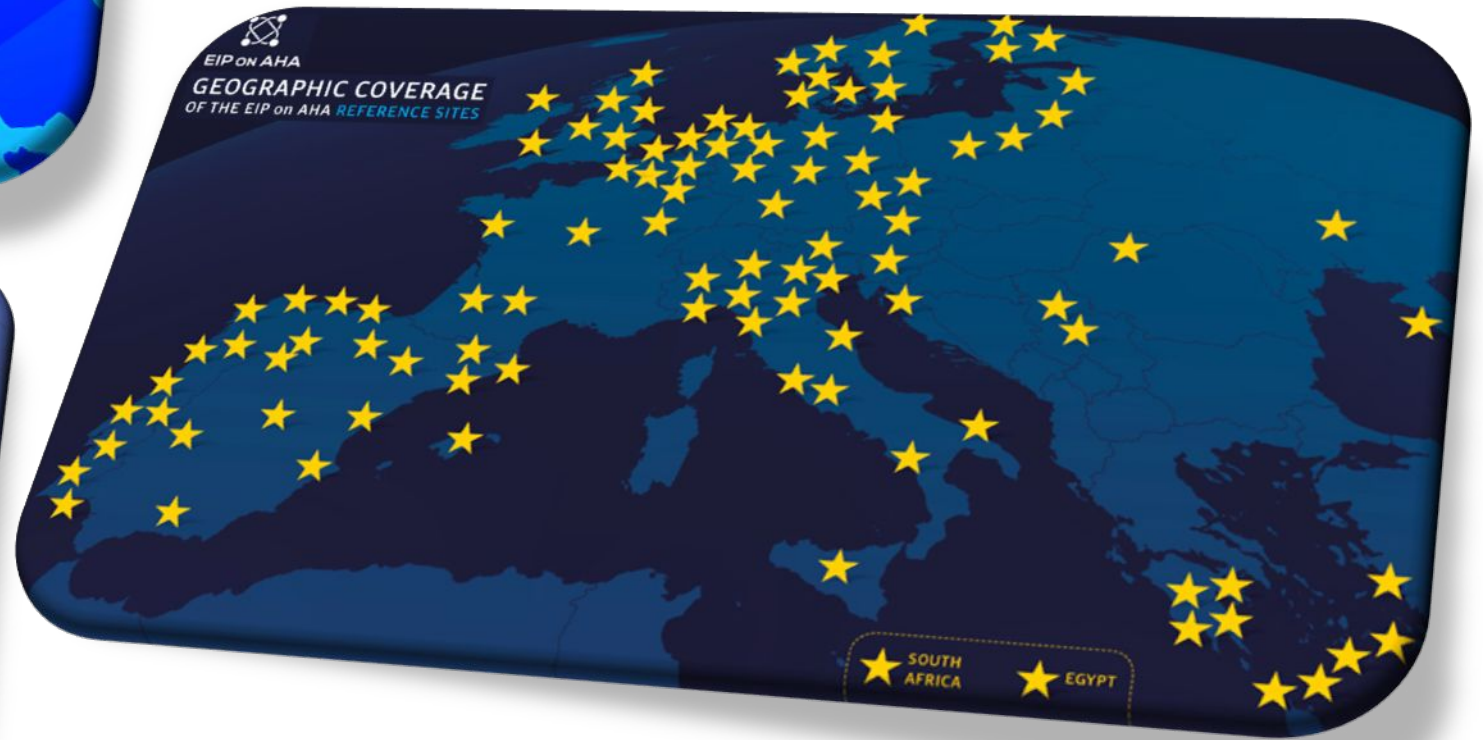 EIP ON AHA
GEOGRAPHIC COVERAGE
OF THE EIP on AHA REFERENCE SITES
SOUTH
AFRICA
EGYPT